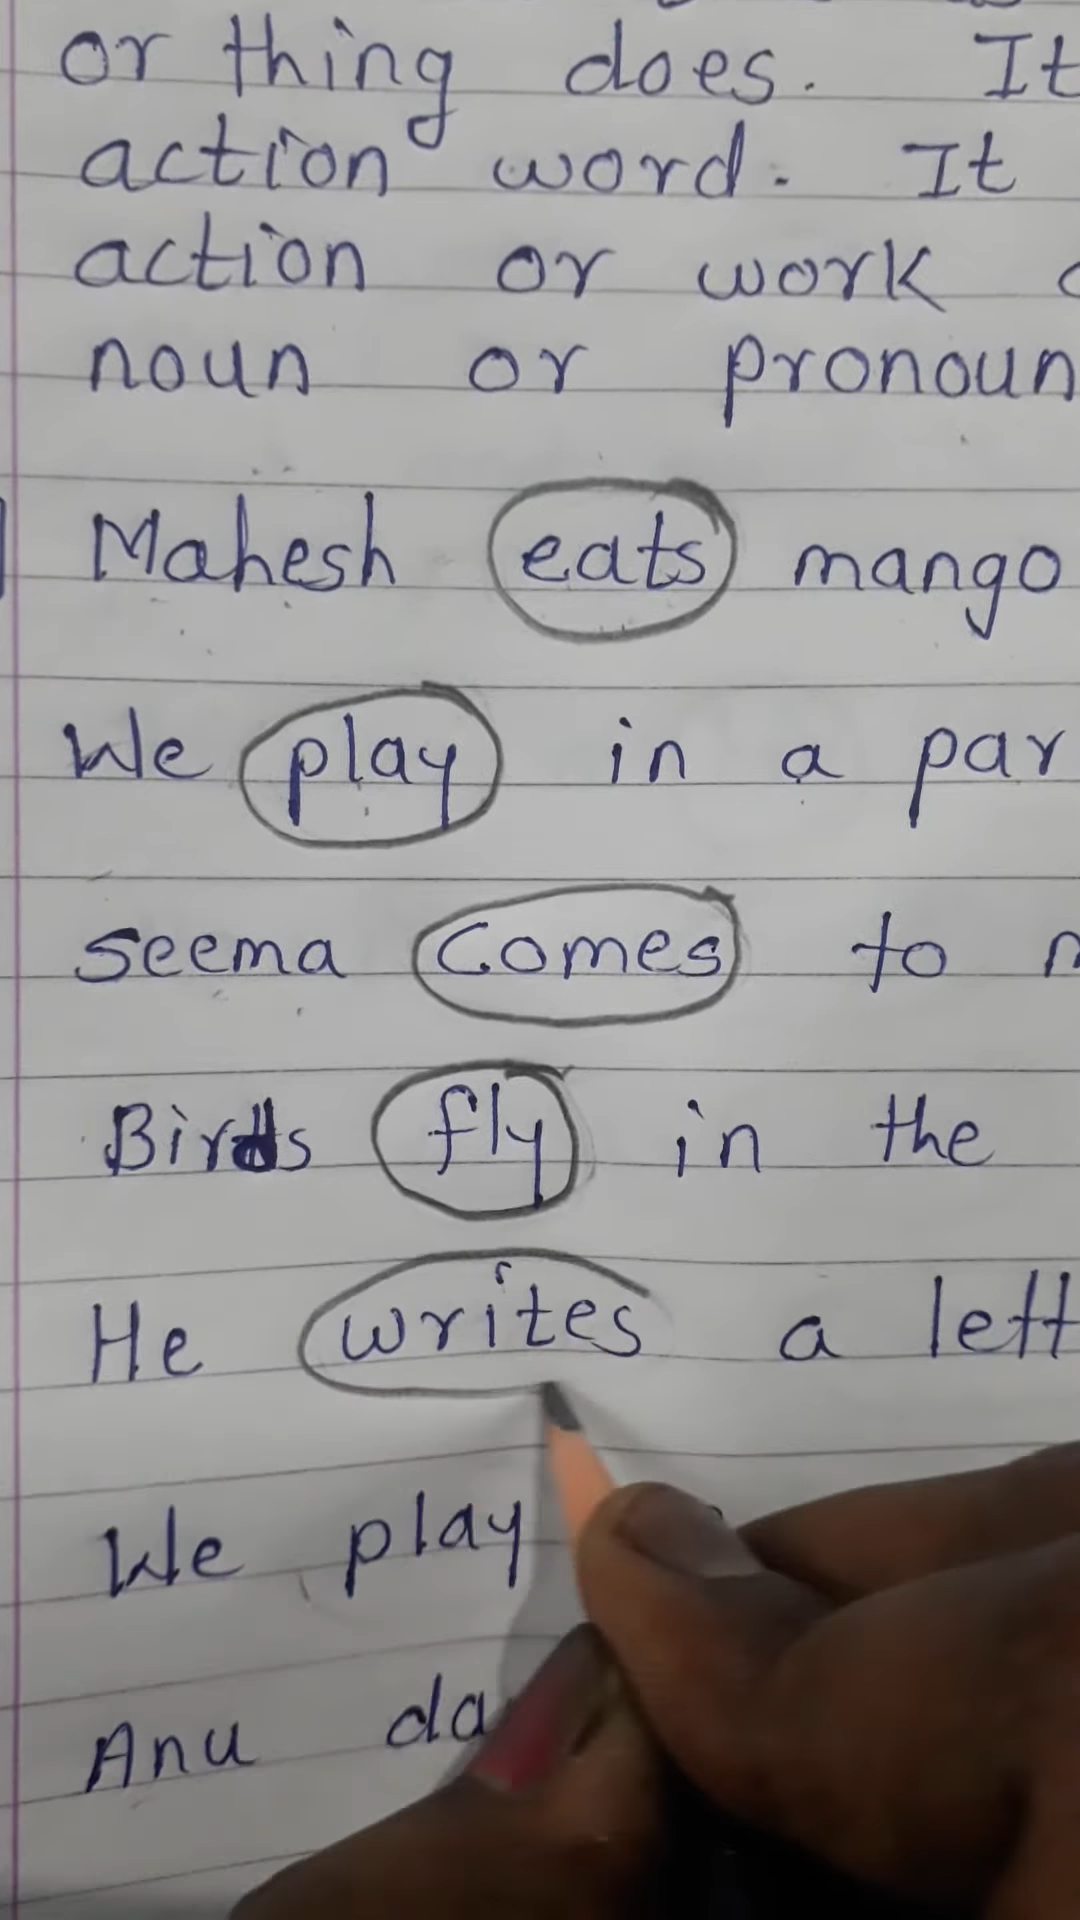 or thing does. It
action word. It
action or work
noun or pronoun
Mahesh eats mango
We play in a par
Seema Comes to
Birds fly in the
He writes a lett
We play
Anu da